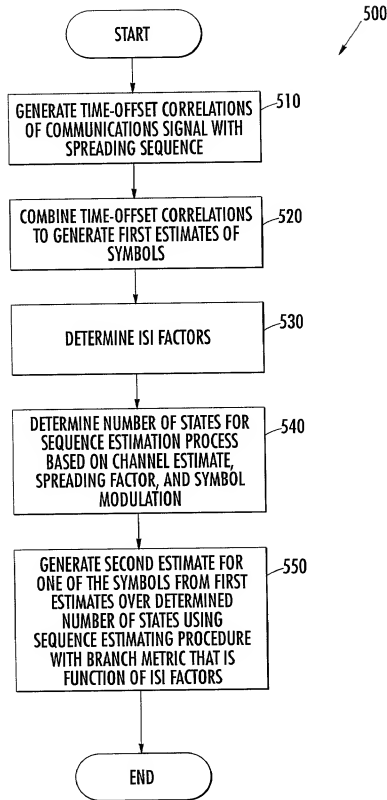 500
START
510
GENERATE TIME-OFFSET CORRELATIONS
OF COMMUNICATIONS SIGNAL WITH
SPREADING SEQUENCE
520
COMBINE TIME-OFFSET CORRELATIONS
TO GENERATE FIRST ESTIMATES OF
SYMBOLS
530
DETERMINE ISI FACTORS
540
DETERMINE NUMBER OF STATES FOR
SEQUENCE ESTIMATION PROCESS
BASED ON CHANNEL ESTIMATE,
SPREADING FACTOR, AND SYMBOL
MODULATION
550
GENERATE SECOND ESTIMATE FOR
ONE OF THE SYMBOLS FROM FIRST
ESTIMATES OVER DETERMINED
NUMBER OF STATES USING
SEQUENCE ESTIMATING PROCEDURE
WITH BRANCH METRIC THAT IS
FUNCTION OF ISI FACTORS
END